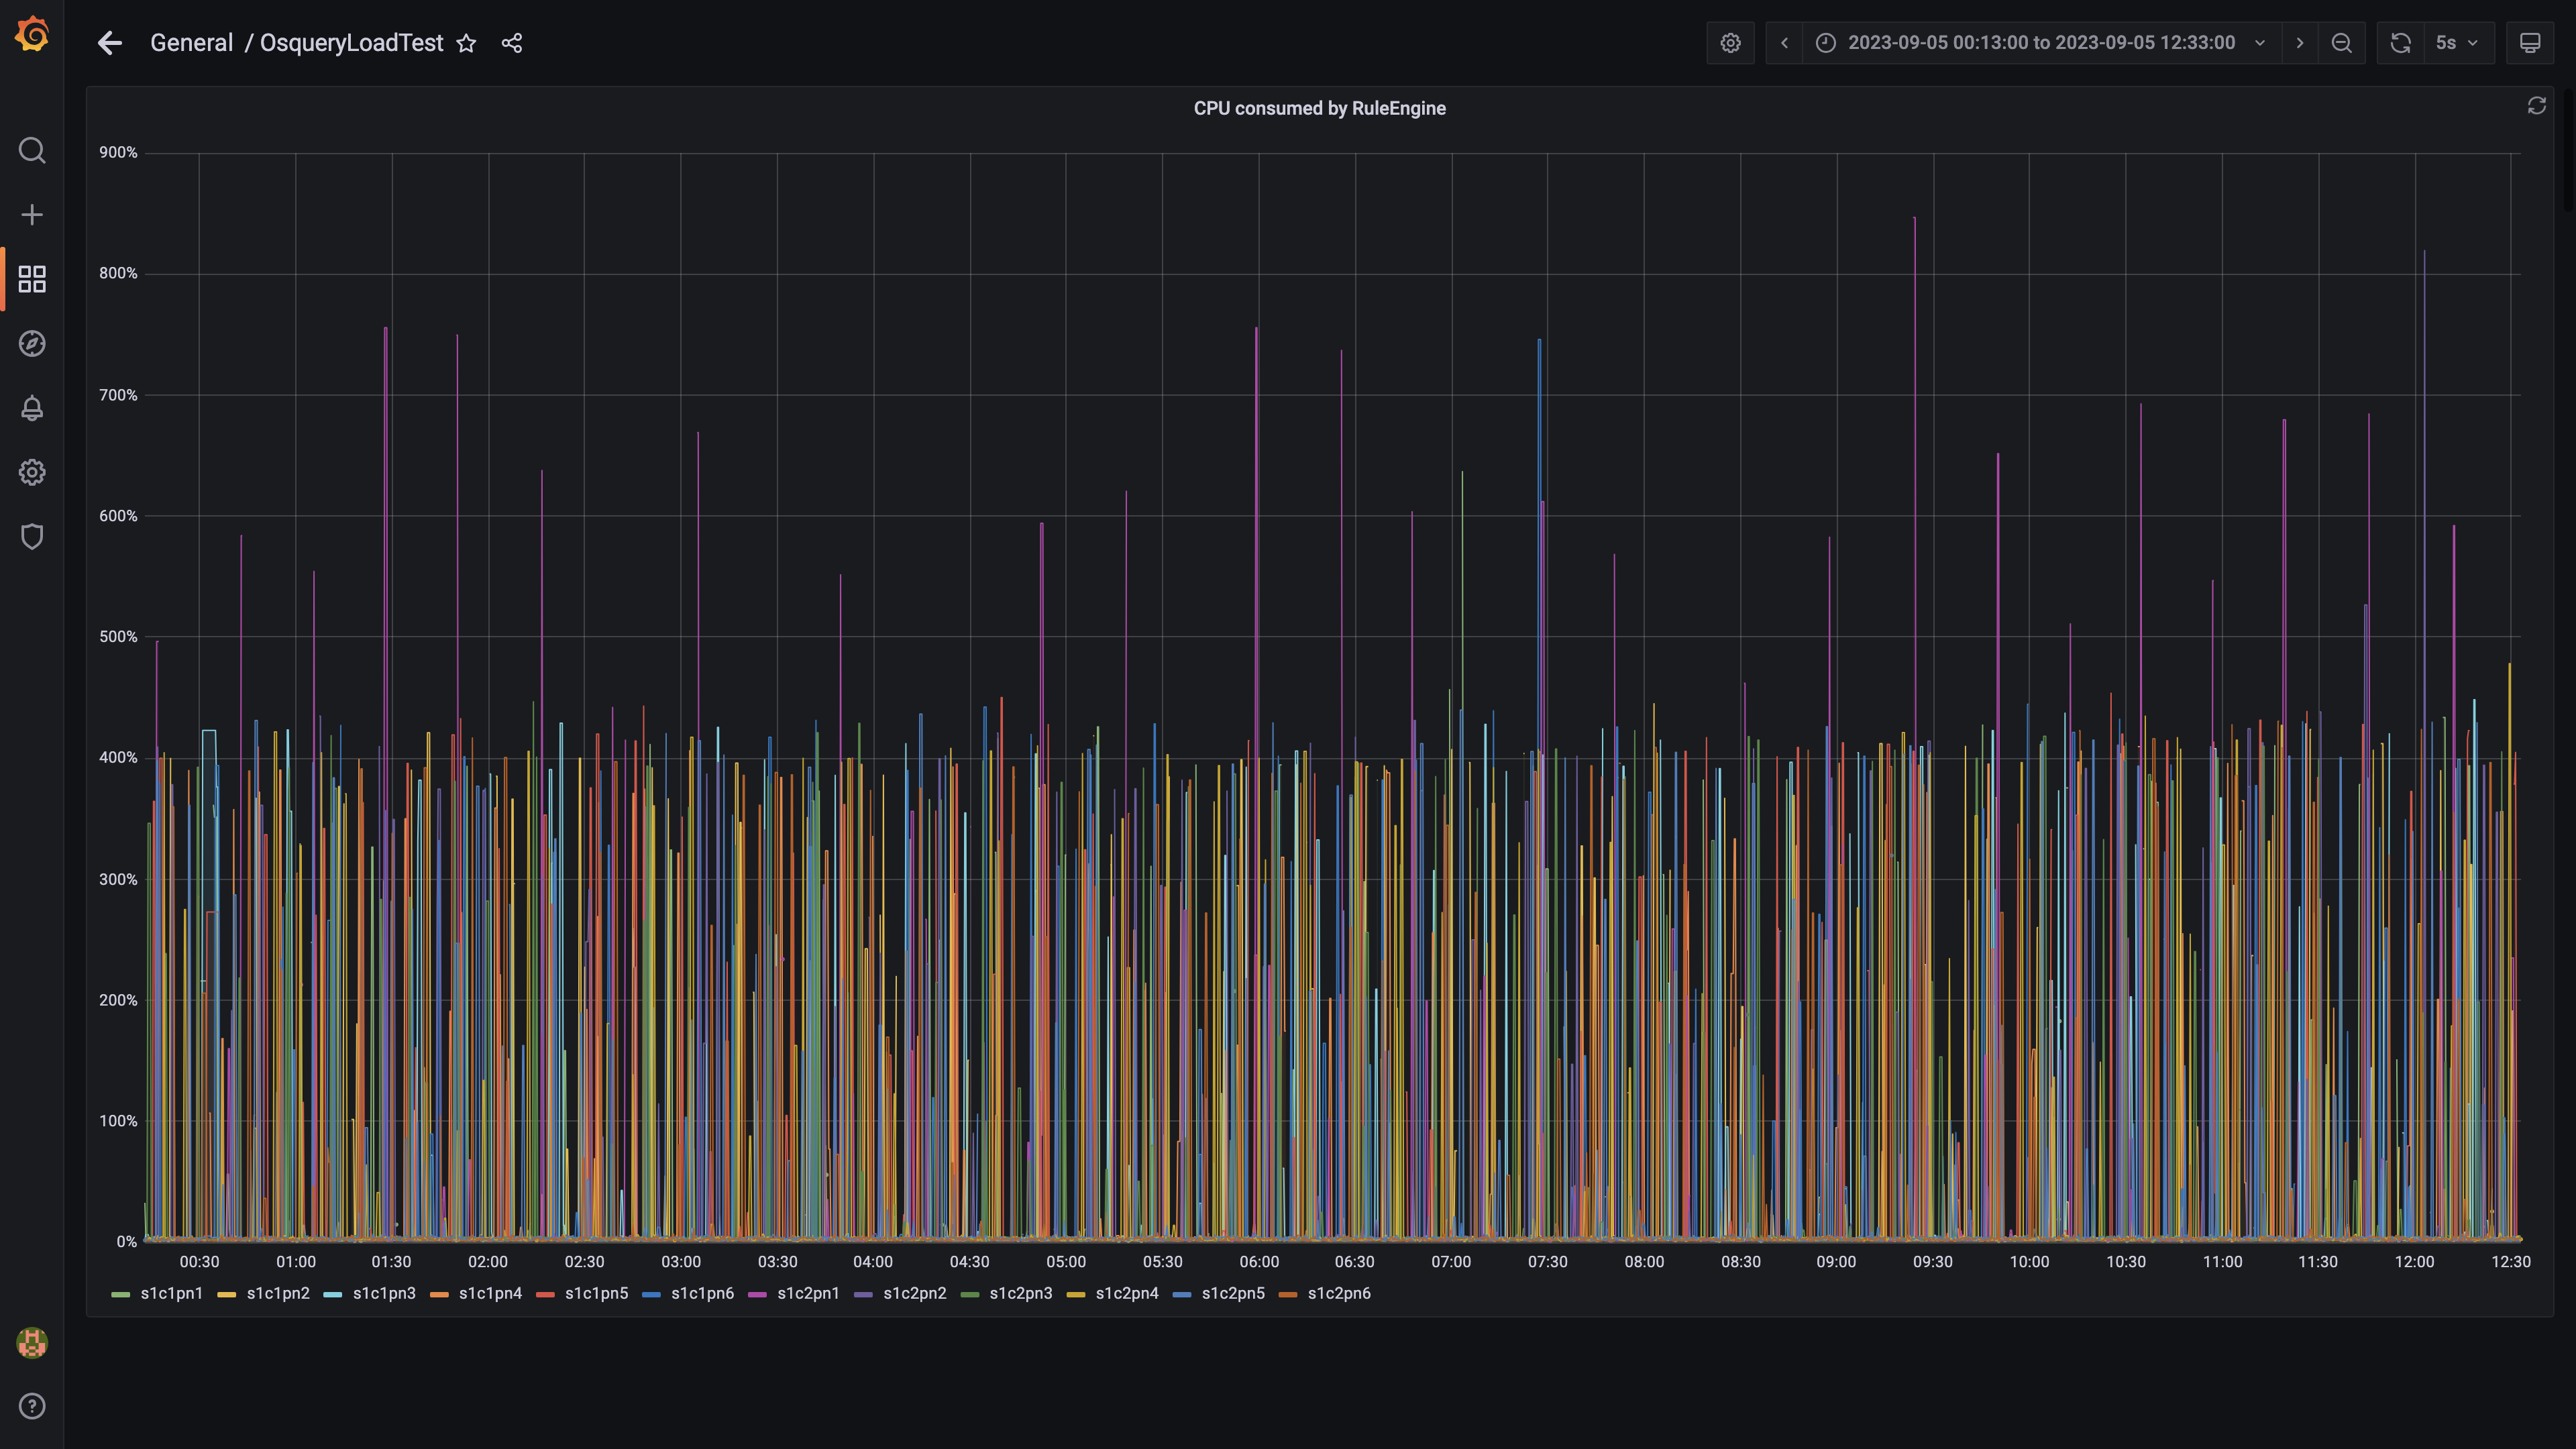 General / OsqueryLoadTest
2023-09-05 00:13:00 to 2023-09-05 12:33:00
5s
CPU consumed by RuleEngine
900%
800%
700%
600%
500%
400%
300%
200%
100%
0%
00:30 01:00 01:30 02:00 02:30 03:00 03:30 04:00 04:30 05:00 05:30 06:00 06:30 07:00 07:30 08:00 08:30 09:00 09:30 10:00 10:30 11:00 11:30 12:00 12:30
s1c1pn1 s1c1pn2 s1c1pn3 s1c1pn4 s1c1pn5 s1c1pn6 s1c2pn1 s1c2pn2 s1c2pn3 s1c2pn4 s1c2pn5 s1c2pn6